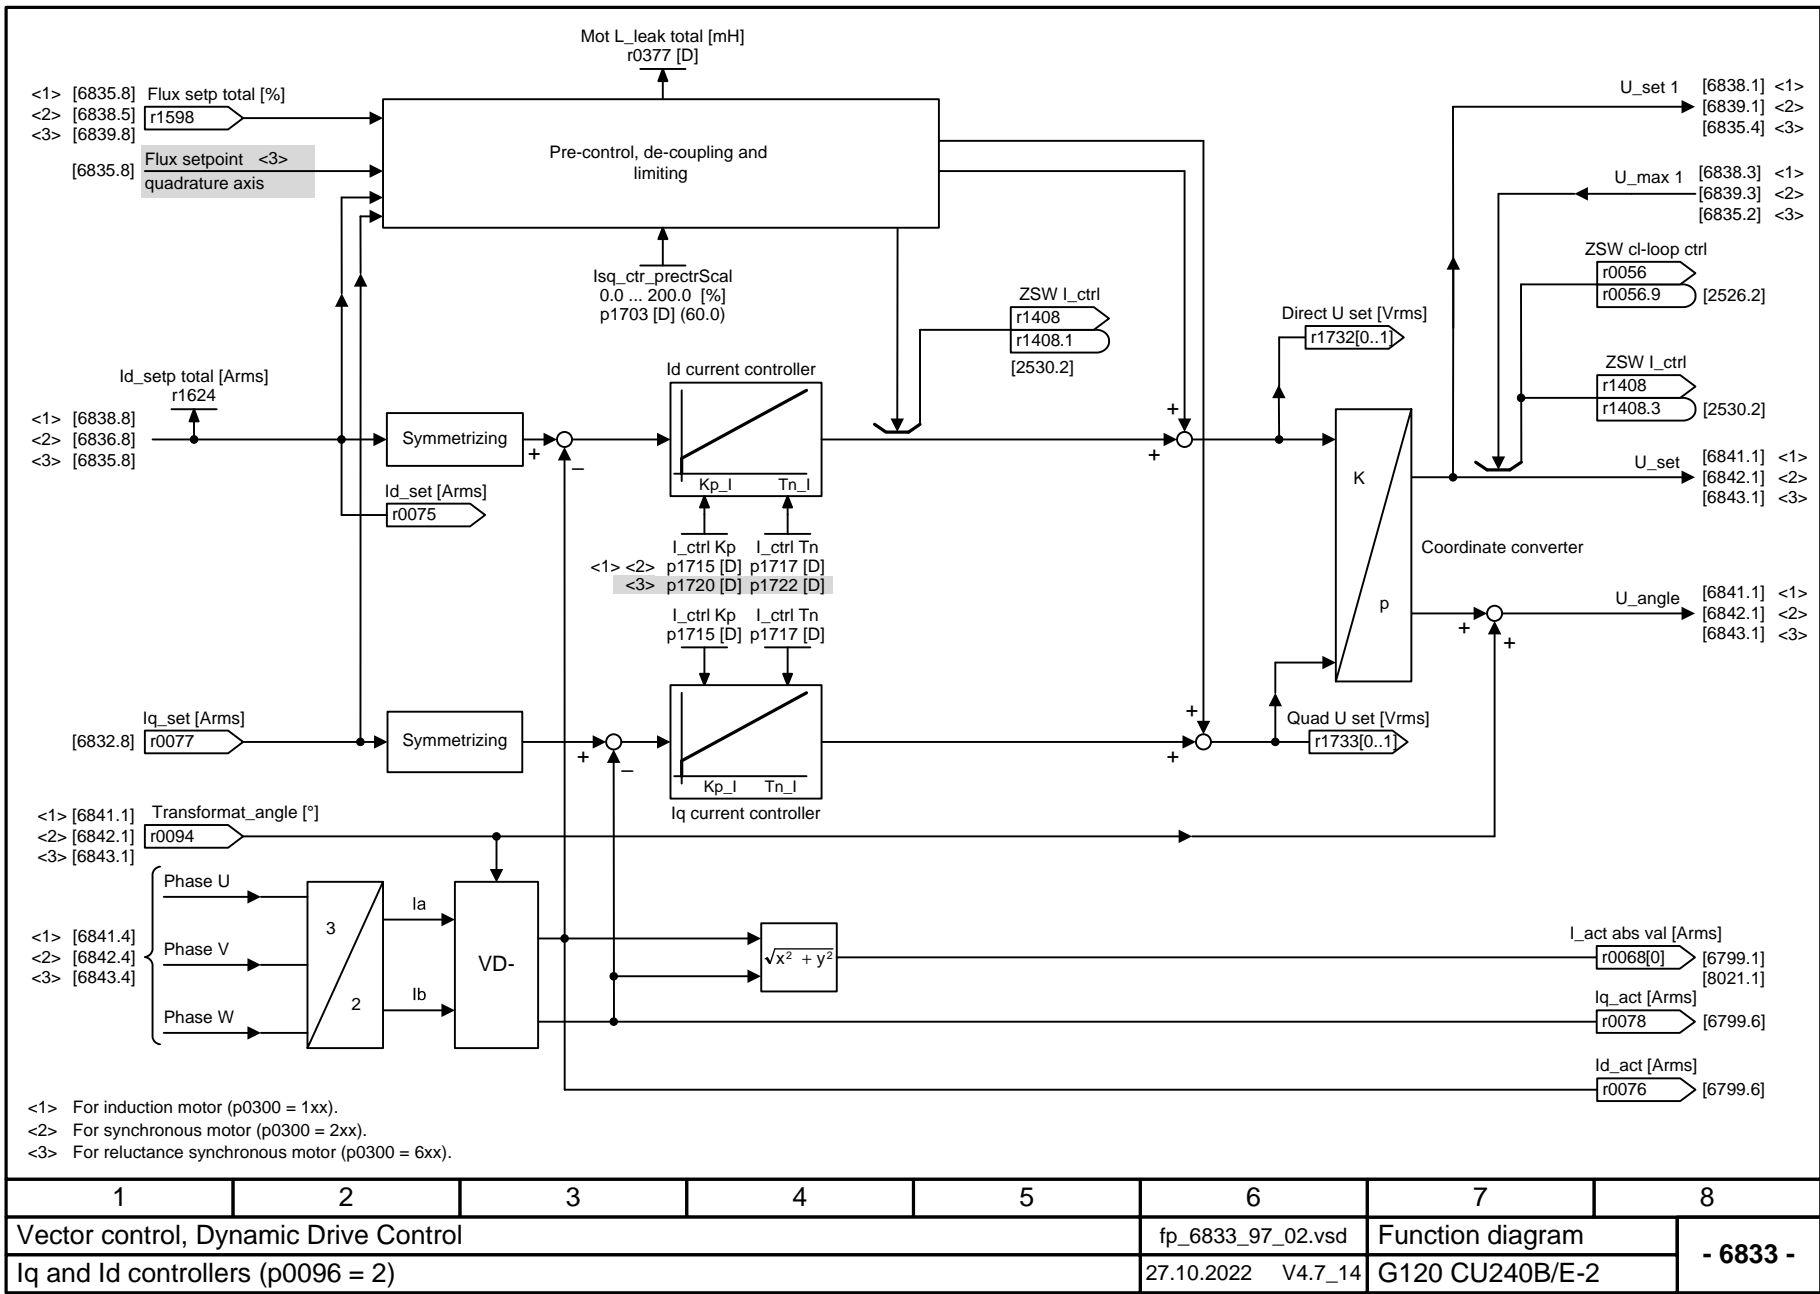 Mot L_leak total [mH]
r0377 [D]
<1> [6835.8] Flux setp total [%]
<2> [6838.5] r1598
<3> [6839.8]
Flux setpoint <3>
[6835.8]
quadrature axis
Pre-control, de-coupling and
limiting
U_set 1 [6838.1] <1>
[6839.1] <2>
[6835.4] <3>
U_max 1 [6838.3] <1>
[6839.3] <2>
[6835.2] <3>
Isq_ctr_prectrScal
0.0 ... 200.0 [%]
p1703 [D] (60.0)
ZSW I_ctrl
r1408
r1408.1
[2530.2]
Direct U set [Vrms]
r1732[0..1]
ZSW cl-loop ctrl
r0056
r0056.9 [2526.2]
ZSW I_ctrl
r1408
r1408.3 [2530.2]
Id_setp total [Arms]
r1624
<1> [6838.8]
<2> [6836.8]
<3> [6835.8]
Symmetrizing
+
–
Id_set [Arms]
r0075
Id current controller
Kp_I Tn_I
+
+
K
p
Coordinate converter
U_set [6841.1] <1>
[6842.1] <2>
[6843.1] <3>
I_ctrl Kp I_ctrl Tn
<1> <2> p1715 [D] p1717 [D]
<3> p1720 [D] p1722 [D]
I_ctrl Kp I_ctrl Tn
p1715 [D] p1717 [D]
U_angle [6841.1] <1>
[6842.1] <2>
[6843.1] <3>
+ +
Iq_set [Arms]
[6832.8] r0077
Symmetrizing
+
–
Kp_I Tn_I
Iq current controller
+
+
Quad U set [Vrms]
r1733[0..1]
<1> [6841.1] Transformat_angle [°]
<2> [6842.1] r0094
<3> [6843.1]
Phase U
<1> [6841.4]
<2> [6842.4] Phase V
<3> [6843.4]
Phase W
3
2
Ia
Ib
VD-
√x² + y²
I_act abs val [Arms]
r0068[0] [6799.1]
[8021.1]
Iq_act [Arms]
r0078 [6799.6]
Id_act [Arms]
r0076 [6799.6]
<1> For induction motor (p0300 = 1xx).
<2> For synchronous motor (p0300 = 2xx).
<3> For reluctance synchronous motor (p0300 = 6xx).
1 2 3 4 5 6 7 8
Vector control, Dynamic Drive Control fp_6833_97_02.vsd Function diagram
- 6833 -
Iq and Id controllers (p0096 = 2) 27.10.2022 V4.7_14 G120 CU240B/E-2